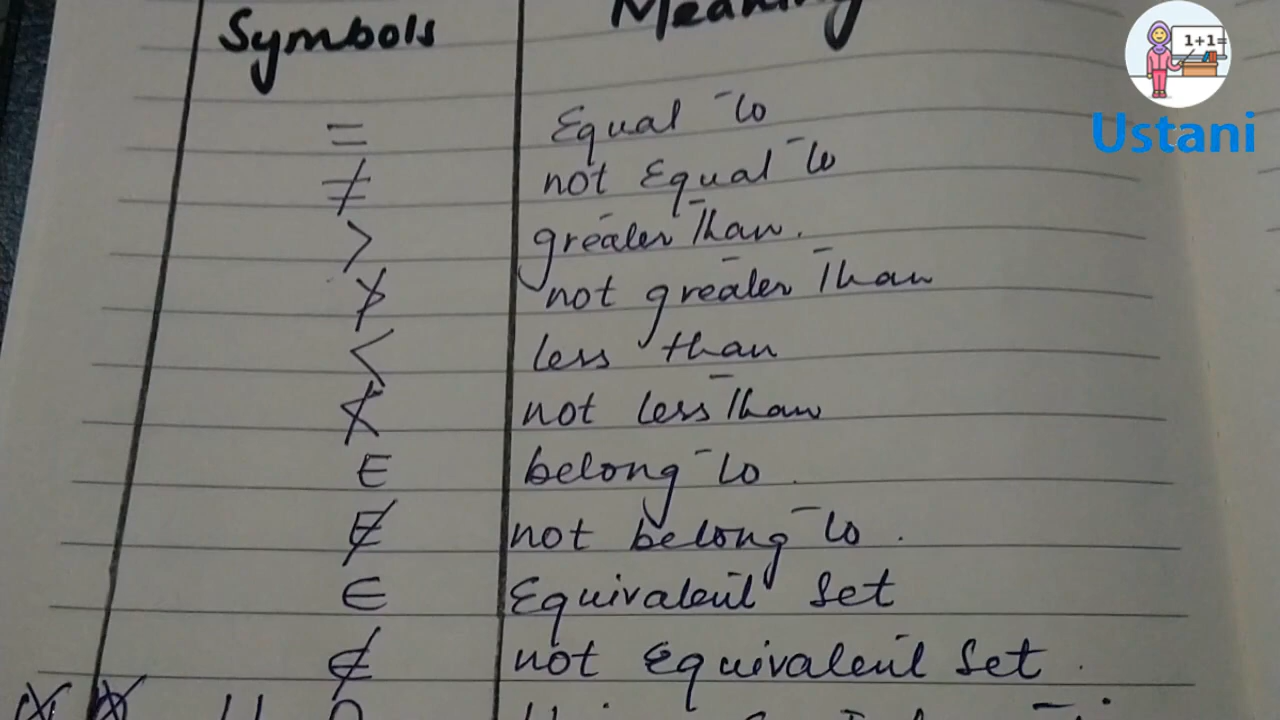 Symbols Meaning
1+1=
Ustani
= Equal to
≠ not Equal to
> greater than.
≯ not greater than
< less than
≮ not less than
∈ belong to.
∉ not belong to.
∈ Equivalent Set
∉ not Equivalent Set.